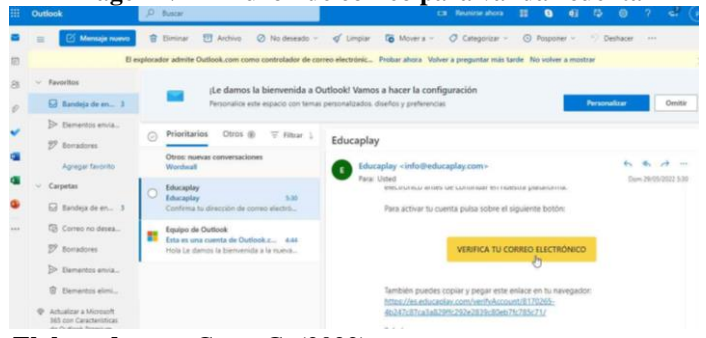 Outlook
Buscar
Reunirse ahora
Mensaje nuevo
Eliminar
Archivo
No deseado
Limpiar
Mover a
Categorizar
Posponer
Deshacer
El explorador admite Outlook.com como controlador de correo electrónic... Probar ahora Volver a preguntar más tarde No volver a mostrar
Favoritos
Bandeja de en... 3
Elementos envia...
Borradores
Agregar favorito
Carpetas
Bandeja de en... 3
Correo no desea...
Borradores
Elementos envia...
Elementos elimi...
Actualizar a Microsoft
365 con Características
¡Le damos la bienvenida a Outlook! Vamos a hacer la configuración
Personalice este espacio con temas personalizados, diseños y preferencias
Personalizar
Omitir
Prioritarios Otros Filtrar
Otros: nuevas conversaciones
Wordwall
Educaplay
Educaplay 5:30
Confirma tu dirección de correo electró...
Equipo de Outlook
Esta es una cuenta de Outlook.c... 4:44
Hola Le damos la bienvenida a la nueva...
Educaplay
E
Educaplay <info@educaplay.com>
Para: Usted
Dom 29/05/2022 5:30
electrónico antes de continuar en nuestra plataforma.
Para activar tu cuenta pulsa sobre el siguiente botón:
VERIFICA TU CORREO ELECTRÓNICO
También puedes copiar y pegar este enlace en tu navegador: